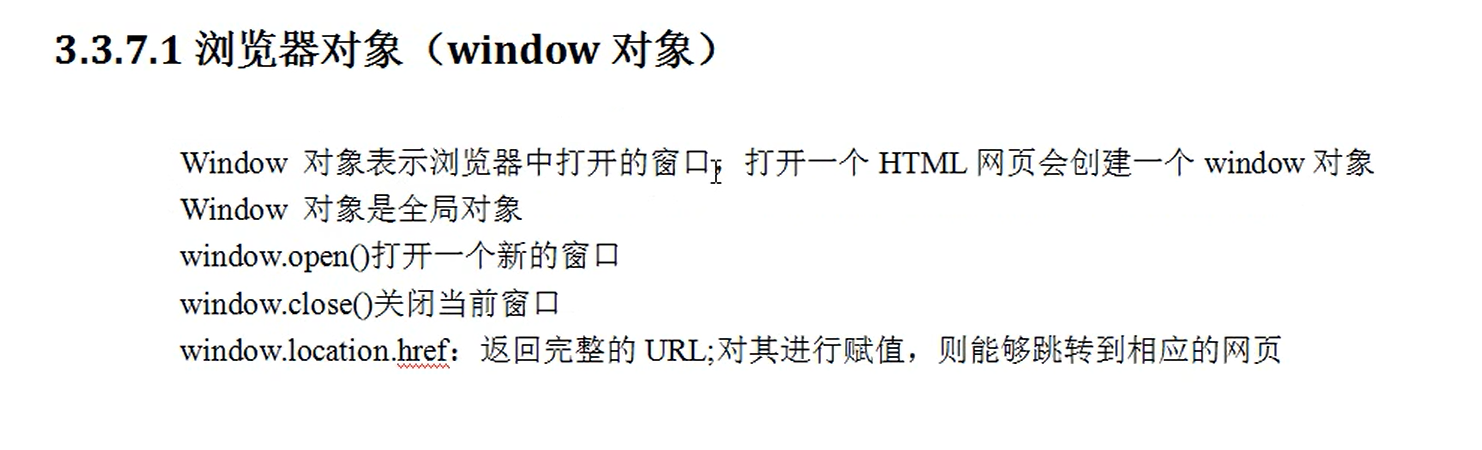 3.3.7.1 浏览器对象（window 对象）
Window 对象表示浏览器中打开的窗口，打开一个 HTML 网页会创建一个 window 对象
Window 对象是全局对象
window.open()打开一个新的窗口
window.close()关闭当前窗口
window.location.href：返回完整的 URL;对其进行赋值，则能够跳转到相应的网页